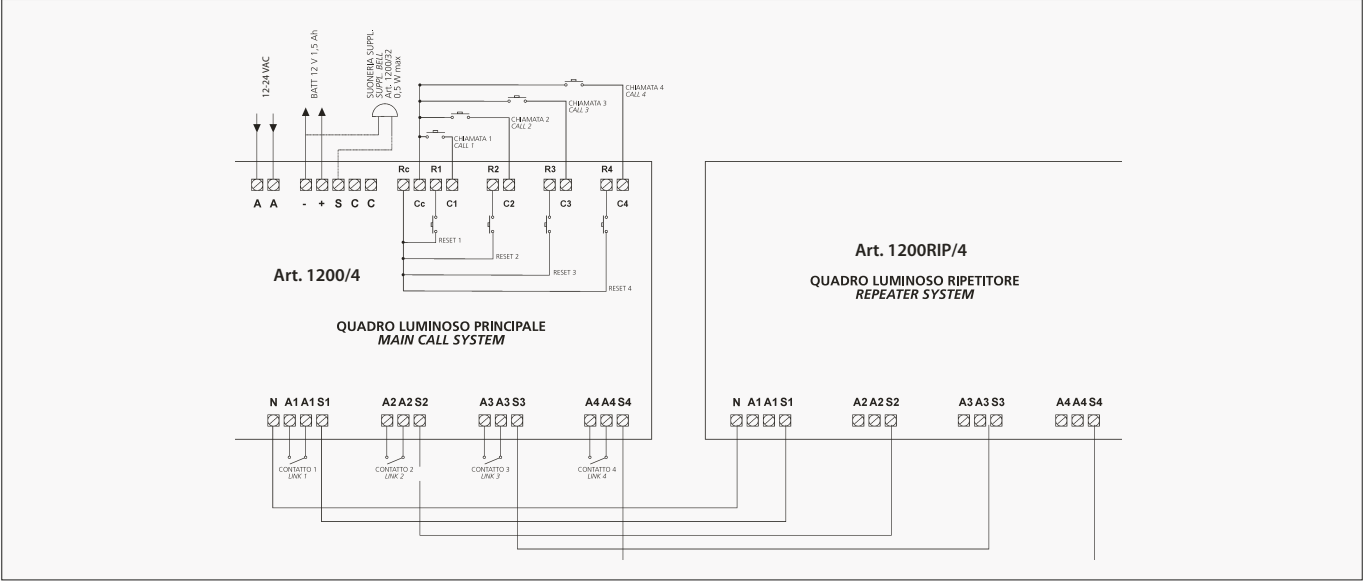 12-24 VAC
BATT 12 V 1,5 Ah
SUONERIA SUPPL.
SUPPL. BELL
Art. 1200/32
0,5 W max
CHIAMATA 4
CALL 4
CHIAMATA 3
CALL 3
CHIAMATA 2
CALL 2
CHIAMATA 1
CALL 1
Rc R1 R2 R3 R4
A A - + S C C Cc C1 C2 C3 C4
RESET 1
RESET 2
RESET 3
RESET 4
Art. 1200/4
QUADRO LUMINOSO PRINCIPALE
MAIN CALL SYSTEM
Art. 1200RIP/4
QUADRO LUMINOSO RIPETITORE
REPEATER SYSTEM
N A1 A1 S1 A2 A2 S2 A3 A3 S3 A4 A4 S4
N A1 A1 S1 A2 A2 S2 A3 A3 S3 A4 A4 S4
CONTATTO 1
LINK 1
CONTATTO 2
LINK 2
CONTATTO 3
LINK 3
CONTATTO 4
LINK 4